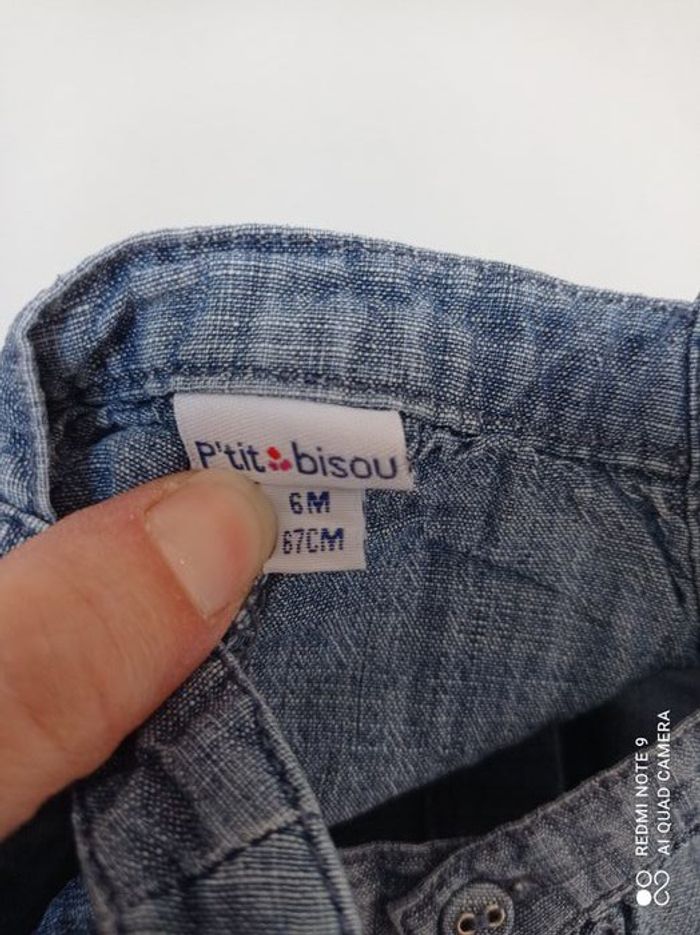 P'tit bisou
6M
67CM
REDMI NOTE 9
AI QUAD CAMERA